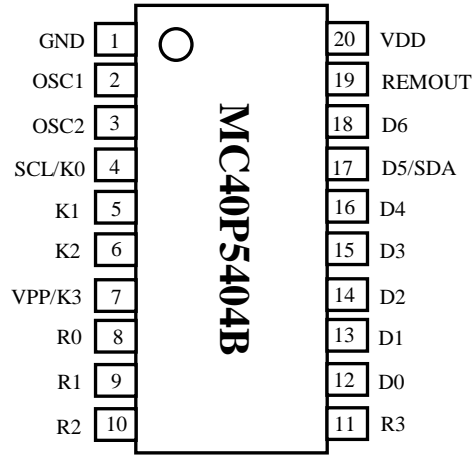 GND 1 20 VDD
OSC1 2 19 REMOUT
OSC2 3 18 D6
SCL/K0 4 17 D5/SDA
K1 5 16 D4
K2 6 15 D3
VPP/K3 7 14 D2
R0 8 13 D1
R1 9 12 D0
R2 10 11 R3
MC40P5404B